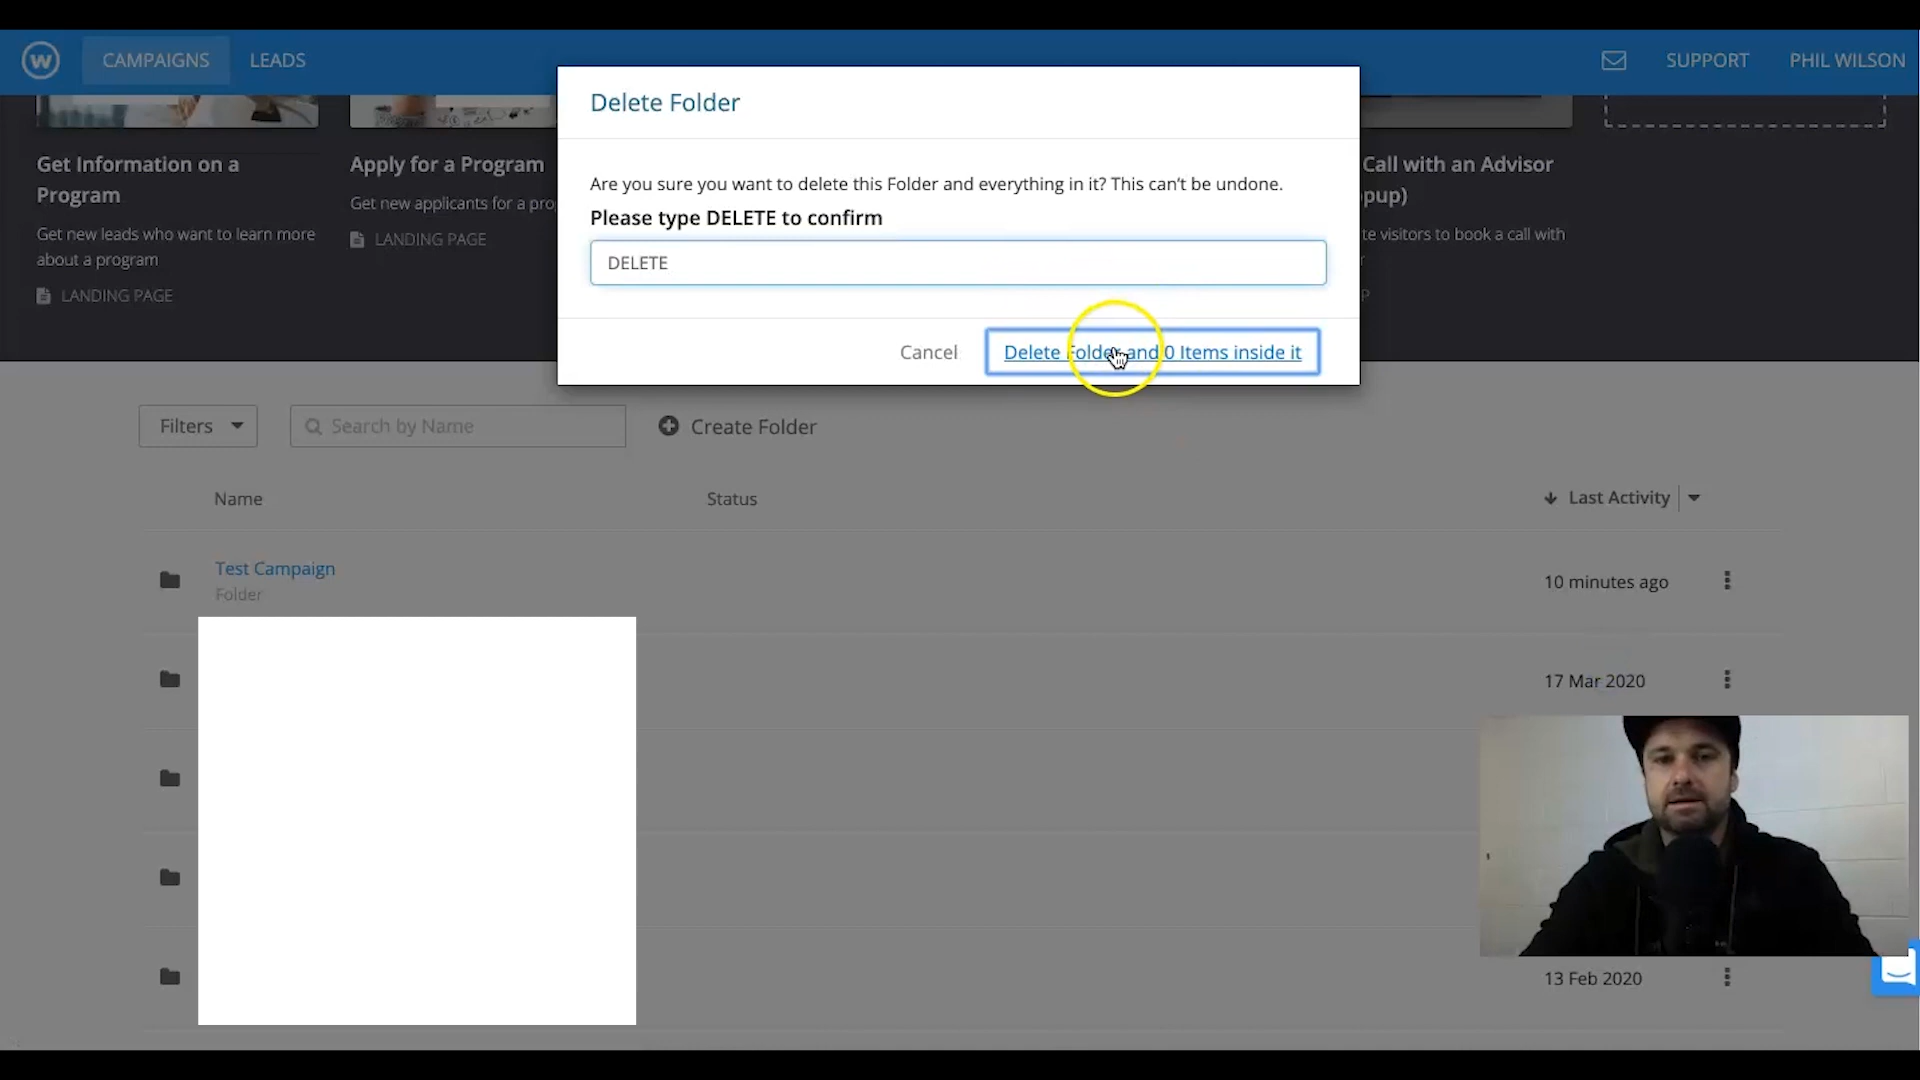 W
CAMPAIGNS
LEADS
SUPPORT
PHIL WILSON
Delete Folder
Are you sure you want to delete this Folder and everything in it? This can't be undone.
Please type DELETE to confirm
DELETE
Cancel
Delete Folder and 0 Items inside it
Get Information on a
Program
Get new leads who want to learn more
about a program
LANDING PAGE
Apply for a Program
Get new applicants for a
LANDING PAGE
Call with an Advisor
visitors to book a call with
Filters
Search by Name
Create Folder
Name
Status
Last Activity
Test Campaign
Folder
10 minutes ago
17 Mar 2020
13 Feb 2020